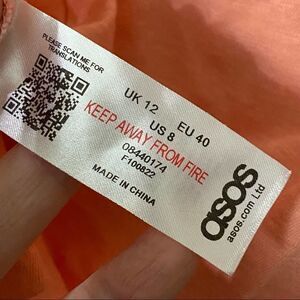 PLEASE SCAN ME FOR
TRANSLATIONS
UK 12 EU 40
US 8
KEEP AWAY FROM FIRE
08440174
F100822
MADE IN CHINA
asos
asos.com Ltd